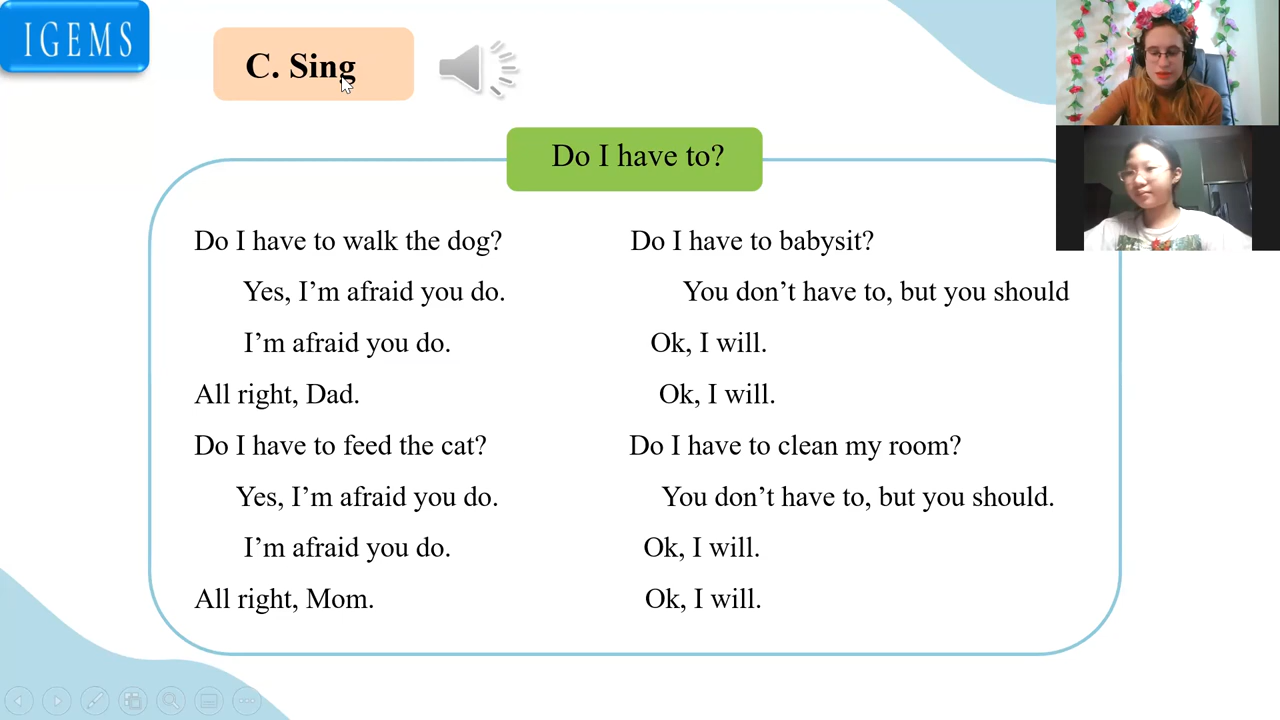 IGEMS
C. Sing
Do I have to?
Do I have to walk the dog?
Yes, I’m afraid you do.
I’m afraid you do.
All right, Dad.
Do I have to feed the cat?
Yes, I’m afraid you do.
I’m afraid you do.
All right, Mom.
Do I have to babysit?
You don’t have to, but you should
Ok, I will.
Ok, I will.
Do I have to clean my room?
You don’t have to, but you should.
Ok, I will.
Ok, I will.